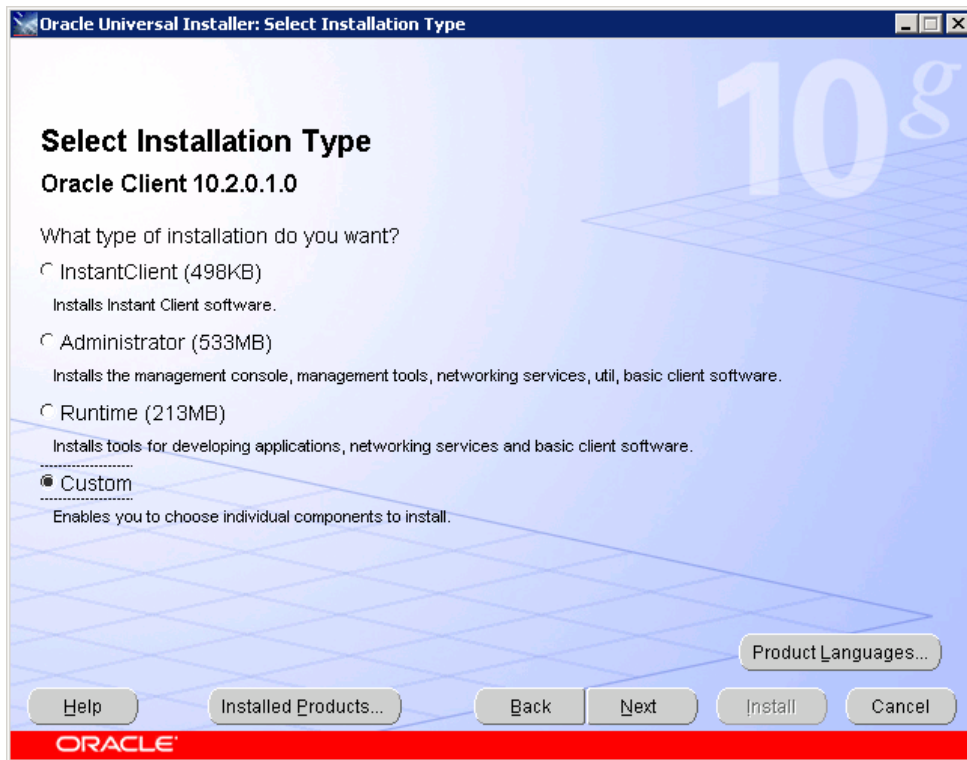 Oracle Universal Installer: Select Installation Type
10g
Select Installation Type
Oracle Client 10.2.0.1.0
What type of installation do you want?
InstantClient (498KB)
Installs Instant Client software.
Administrator (533MB)
Installs the management console, management tools, networking services, util, basic client software.
Runtime (213MB)
Installs tools for developing applications, networking services and basic client software.
Custom
Enables you to choose individual components to install.
Product Languages...
Help Installed Products... Back Next Install Cancel
ORACLE